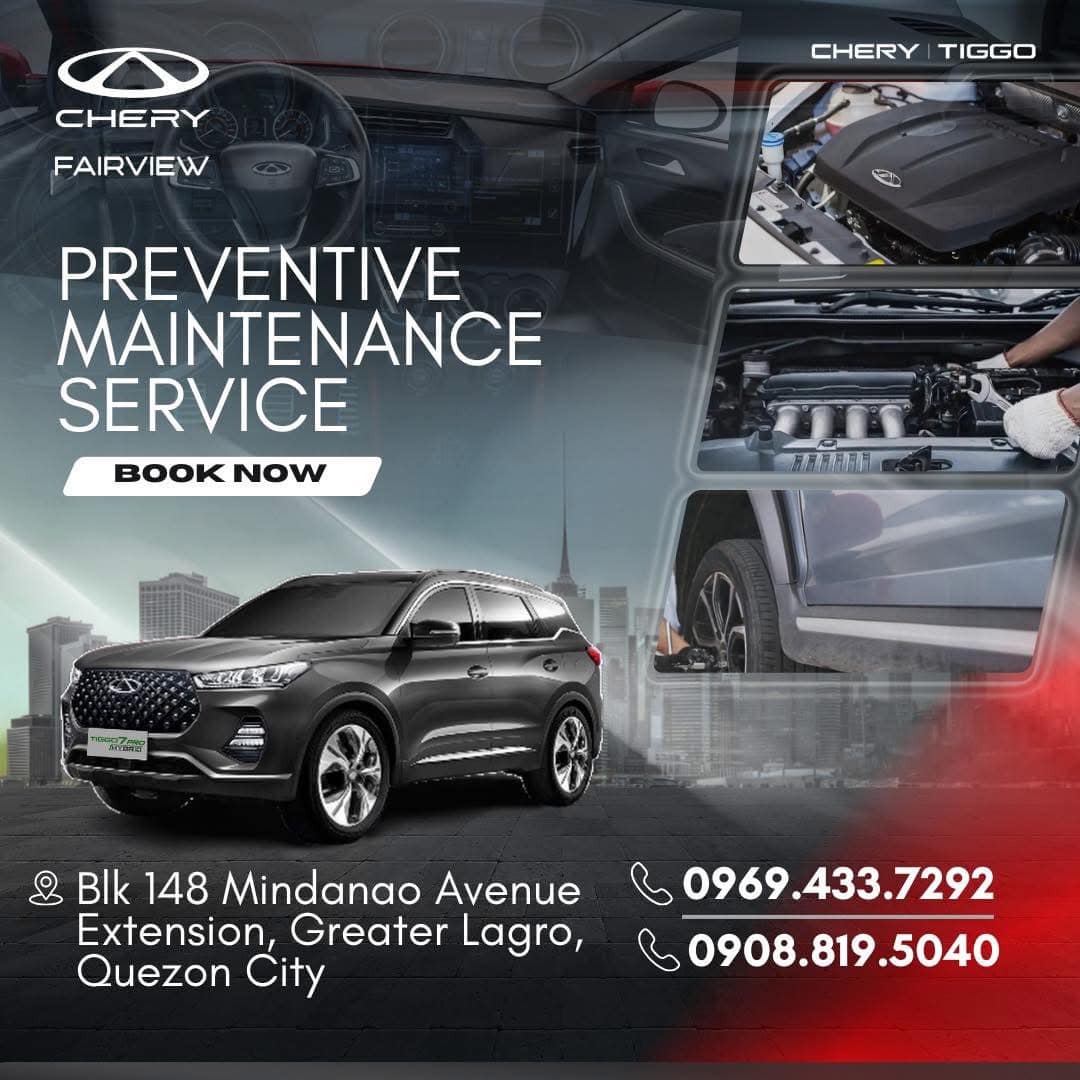 CHERY
FAIRVIEW
CHERY | TIGGO
PREVENTIVE
MAINTENANCE
SERVICE
BOOK NOW
TIGGO 7 PRO
HYBRID
Blk 148 Mindanao Avenue
Extension, Greater Lagro,
Quezon City
0969.433.7292
0908.819.5040